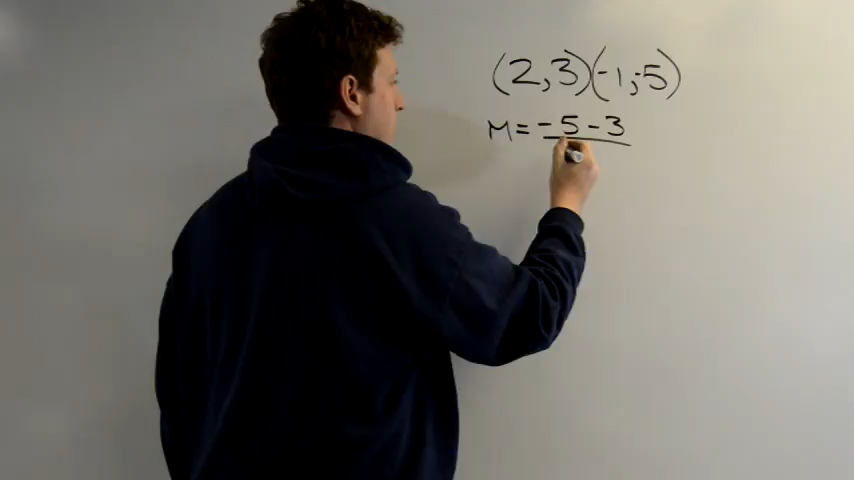 (2,3)(-1,-5)
M = -5-3